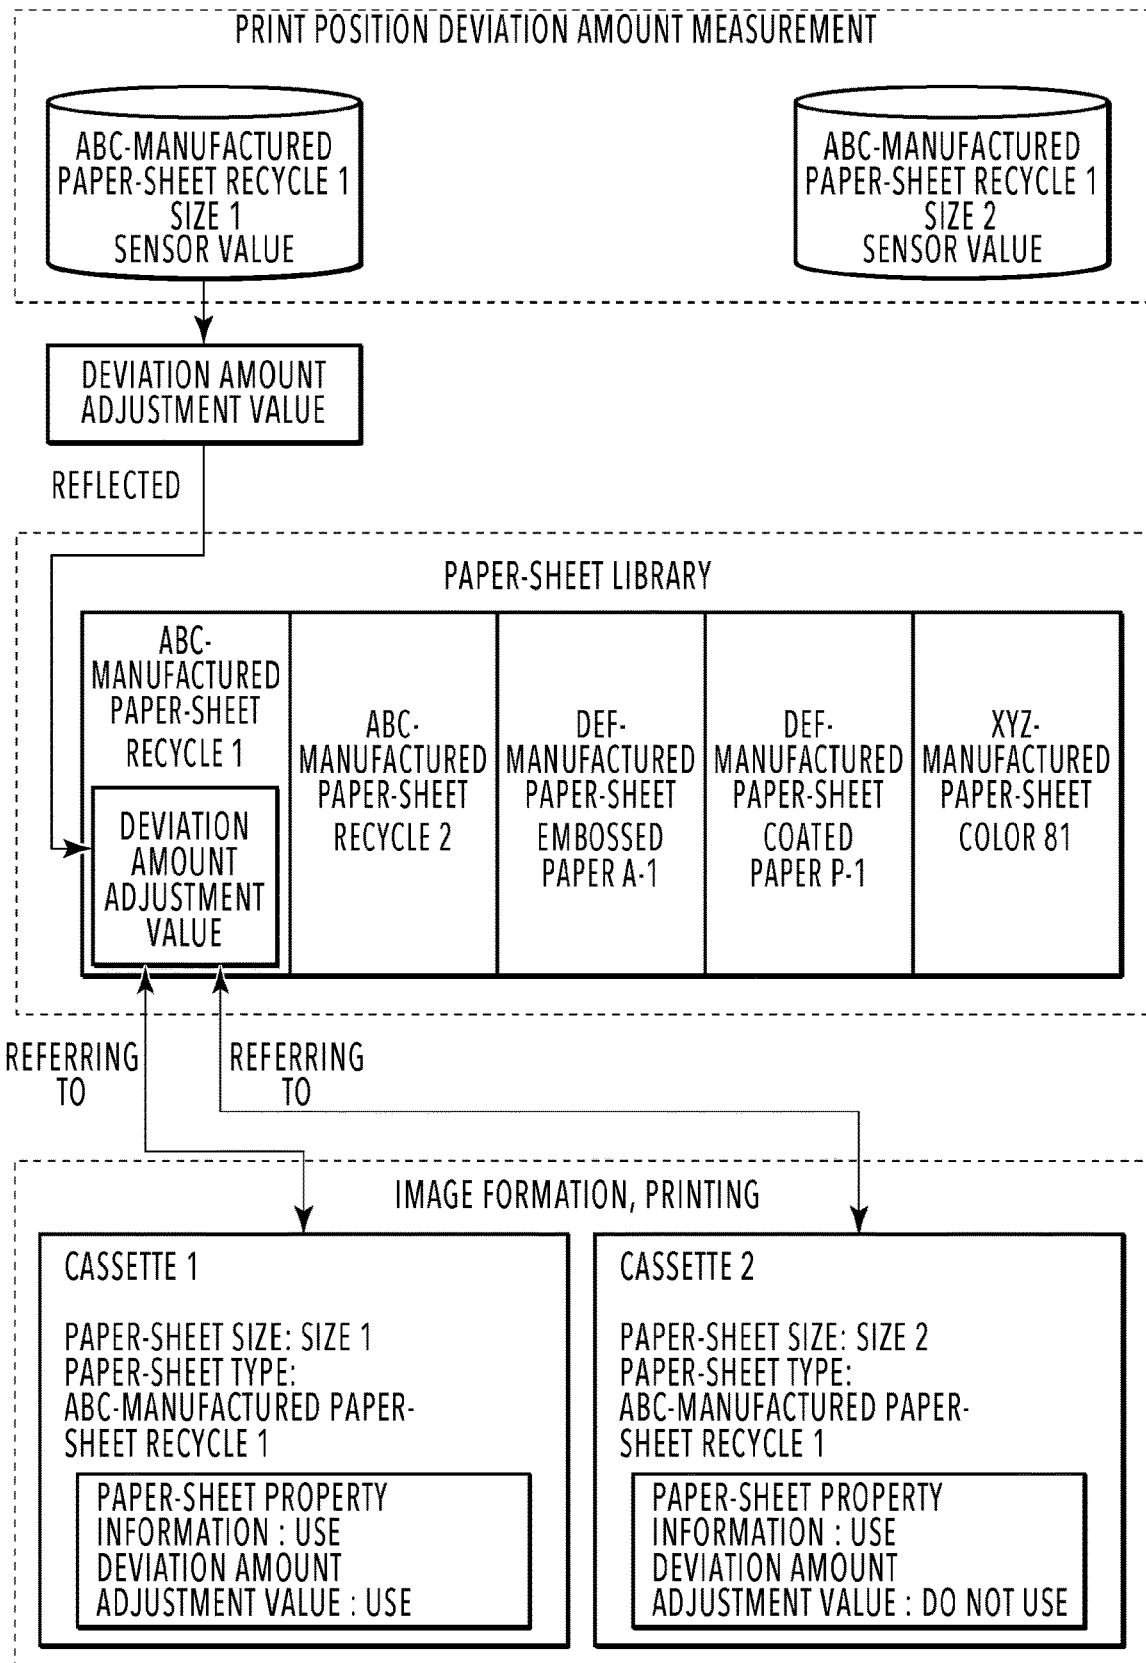 PRINT POSITION DEVIATION AMOUNT MEASUREMENT
ABC-MANUFACTURED
PAPER-SHEET RECYCLE 1
SIZE 1
SENSOR VALUE
ABC-MANUFACTURED
PAPER-SHEET RECYCLE 1
SIZE 2
SENSOR VALUE
DEVIATION AMOUNT
ADJUSTMENT VALUE
REFLECTED
PAPER-SHEET LIBRARY
ABC-
MANUFACTURED
PAPER-SHEET
RECYCLE 1
DEVIATION
AMOUNT
ADJUSTMENT
VALUE
ABC-
MANUFACTURED
PAPER-SHEET
RECYCLE 2
DEF-
MANUFACTURED
PAPER-SHEET
EMBOSSED
PAPER A-1
DEF-
MANUFACTURED
PAPER-SHEET
COATED
PAPER P-1
XYZ-
MANUFACTURED
PAPER-SHEET
COLOR 81
REFERRING
TO
REFERRING
TO
IMAGE FORMATION, PRINTING
CASSETTE 1
PAPER-SHEET SIZE: SIZE 1
PAPER-SHEET TYPE:
ABC-MANUFACTURED PAPER-
SHEET RECYCLE 1
PAPER-SHEET PROPERTY
INFORMATION : USE
DEVIATION AMOUNT
ADJUSTMENT VALUE : USE
CASSETTE 2
PAPER-SHEET SIZE: SIZE 2
PAPER-SHEET TYPE:
ABC-MANUFACTURED PAPER-
SHEET RECYCLE 1
PAPER-SHEET PROPERTY
INFORMATION : USE
DEVIATION AMOUNT
ADJUSTMENT VALUE : DO NOT USE